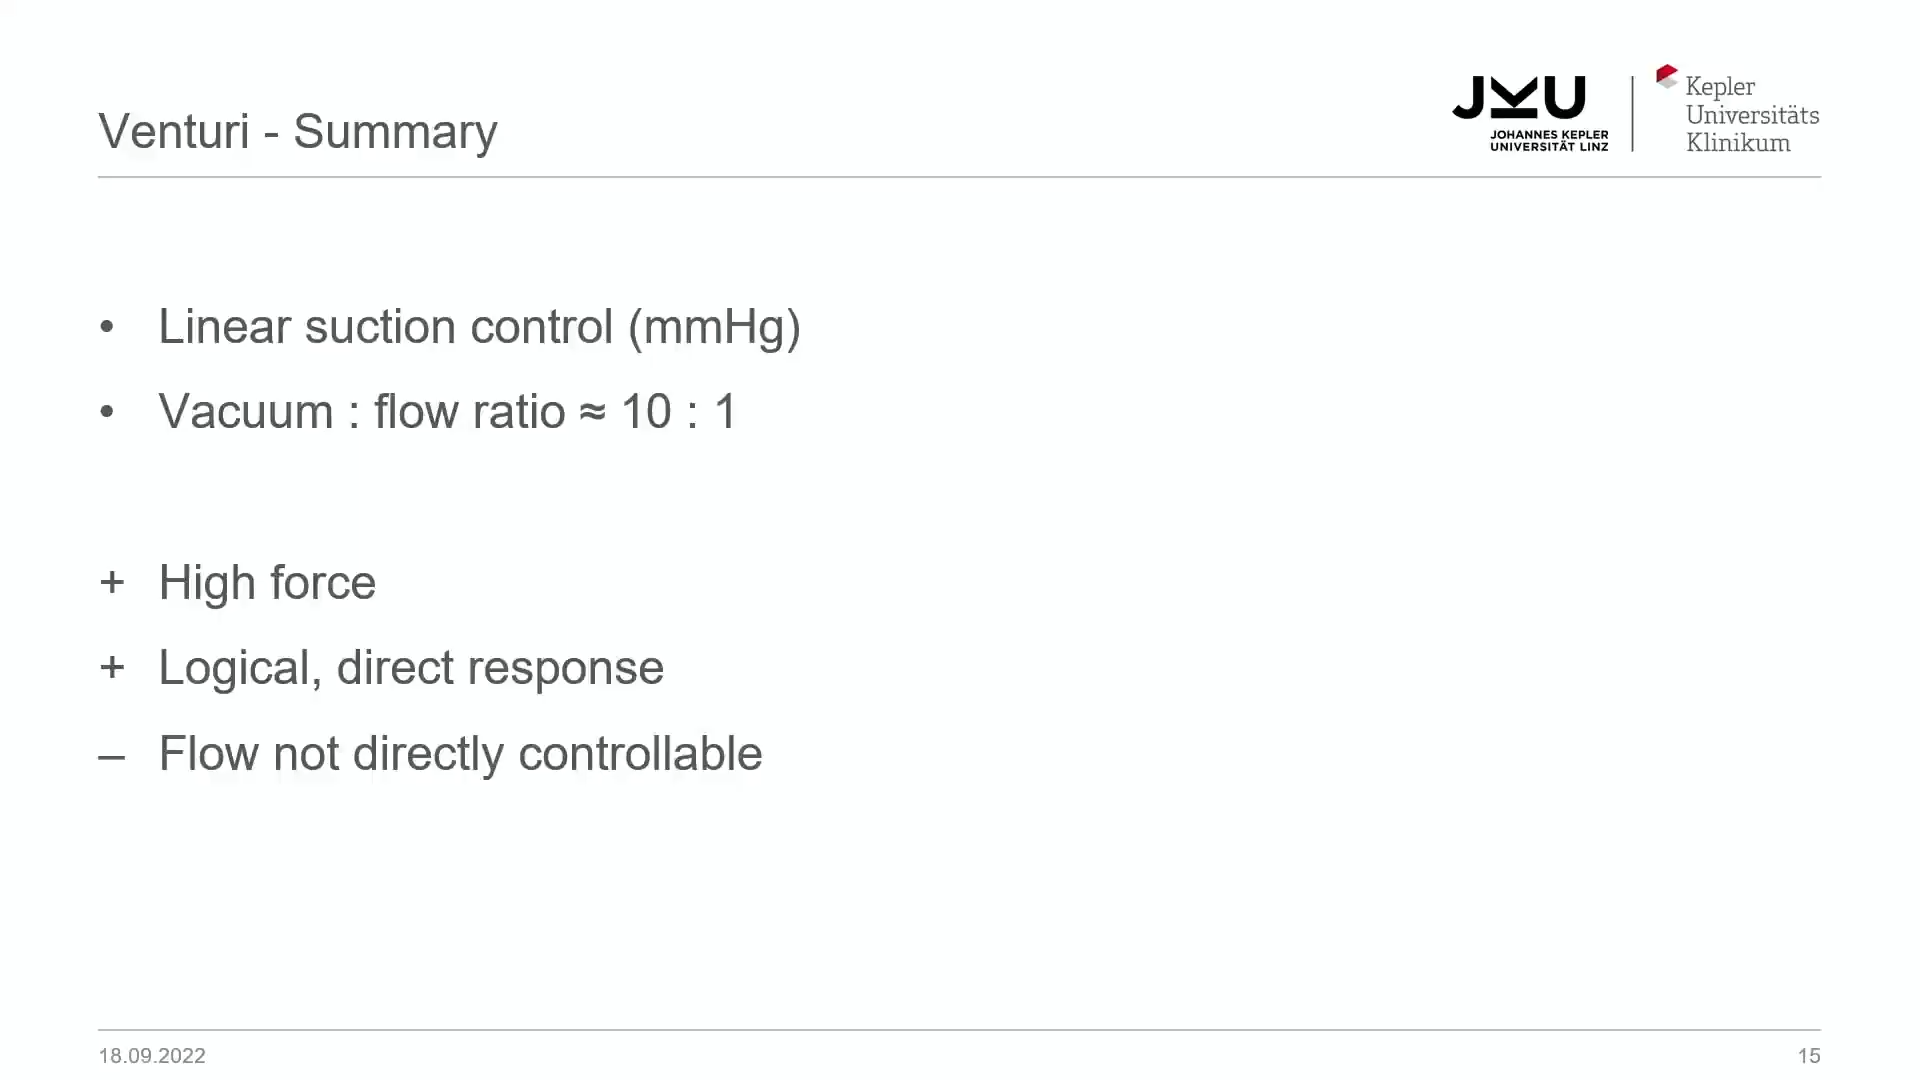 Venturi - Summary
JKU
JOHANNES KEPLER
UNIVERSITÄT LINZ
Kepler
Universitäts
Klinikum
• Linear suction control (mmHg)
• Vacuum : flow ratio ≈ 10 : 1
+ High force
+ Logical, direct response
– Flow not directly controllable
18.09.2022
15